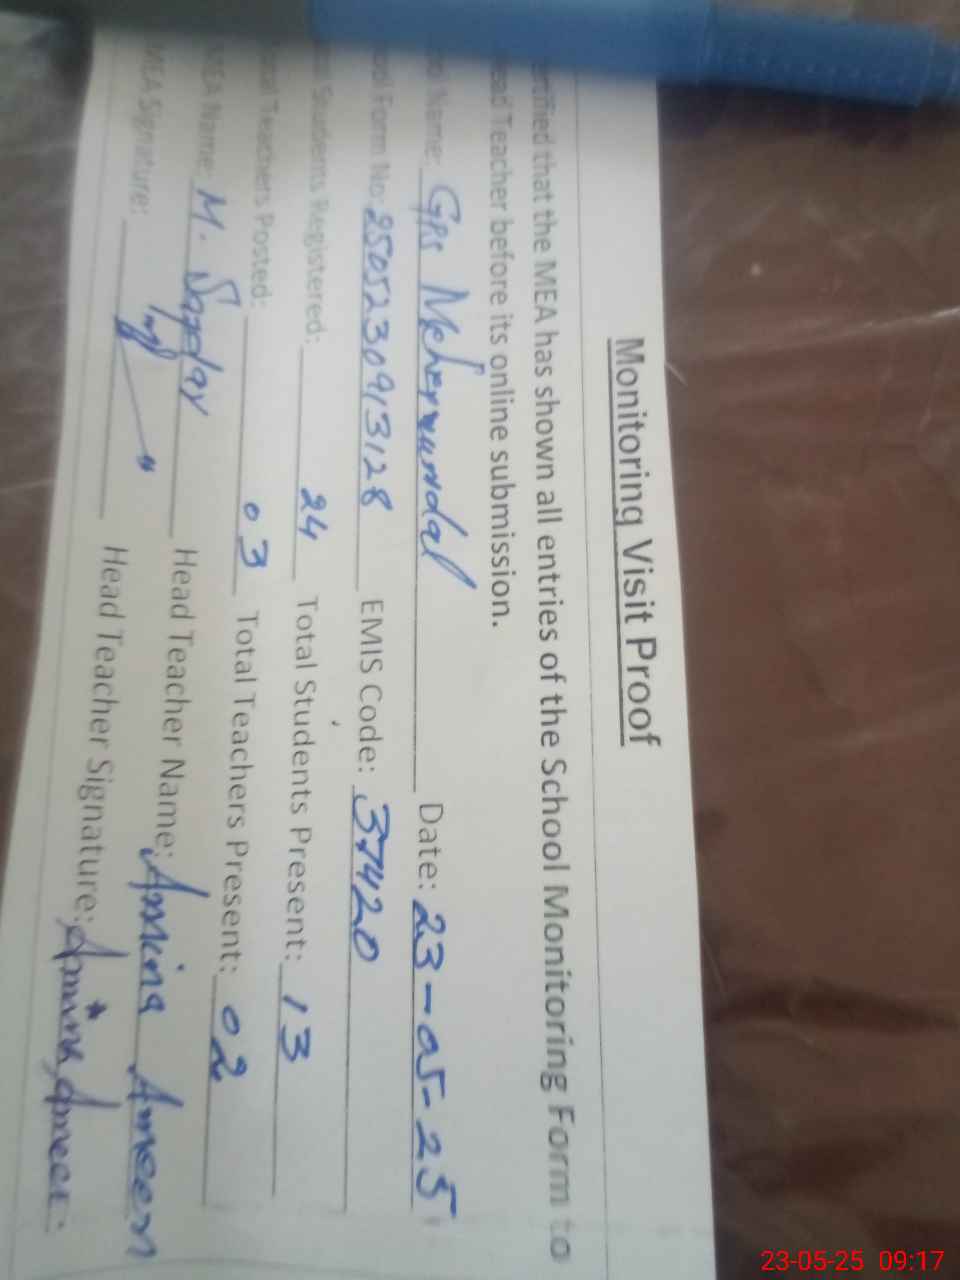 Monitoring Visit Proof
that the MEA has shown all entries of the School Monitoring Form to
Teacher before its online submission.
Name: GPS Date: 23-05-25
Form No: 2505230913128 EMIS Code: 37420
Students Registered: 24 Total Students Present: 13
Teachers Posted: 03 Total Teachers Present: 02
Name: M. Head Teacher Name: Amina Ameen
MEA Signature: Head Teacher Signature: Amina Ameen
23-05-25 09:17